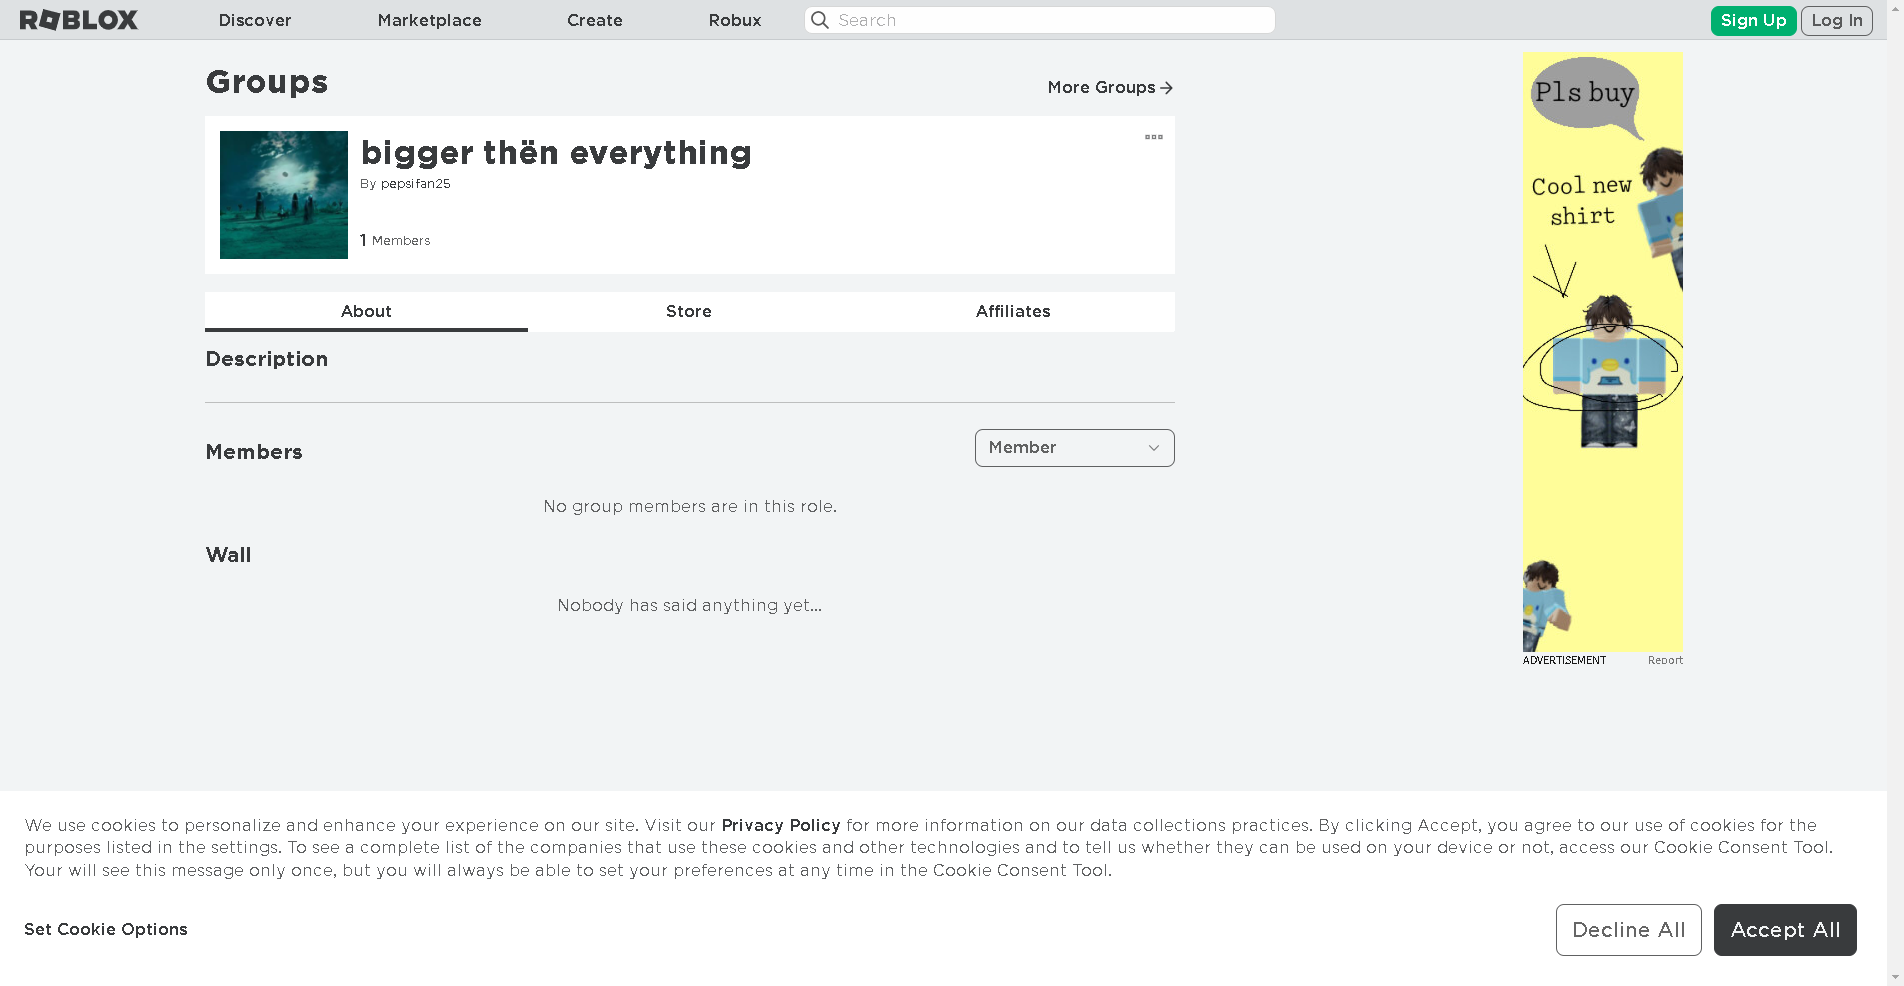 ROBLOX
Discover
Marketplace
Create
Robux
Search
Sign Up
Log In
Groups
More Groups
bigger thën everything
By pepsifan25
1 Members
About
Store
Affiliates
Description
Members
Member
No group members are in this role.
Wall
Nobody has said anything yet...
Pls buy
Cool new
shirt
ADVERTISEMENT
Report
We use cookies to personalize and enhance your experience on our site. Visit our Privacy Policy for more information on our data collections practices. By clicking Accept, you agree to our use of cookies for the
purposes listed in the settings. To see a complete list of the companies that use these cookies and other technologies and to tell us whether they can be used on your device or not, access our Cookie Consent Tool.
Your will see this message only once, but you will always be able to set your preferences at any time in the Cookie Consent Tool.
Set Cookie Options
Decline All
Accept All